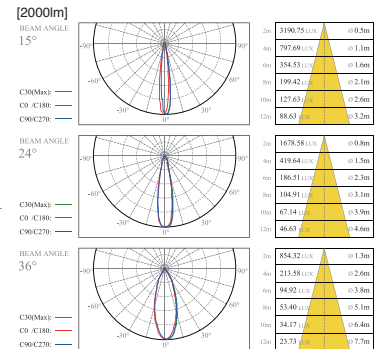 [2000lm]
BEAM ANGLE
15°
C30(Max):
C0 /C180:
C90/C270:
-90° 90°
-30° 30°
0°
2m 3190.75 LUX Ø 0.5m
4m 797.69 LUX Ø 1.1m
6m 354.53 LUX Ø 1.6m
8m 199.42 LUX Ø 2.1m
10m 127.63 LUX Ø 2.6m
12m 88.63 LUX Ø 3.2m
BEAM ANGLE
24°
C30(Max):
C0 /C180:
C90/C270:
-90° 90°
-30° 30°
0°
2m 1678.58 LUX Ø 0.8m
4m 419.64 LUX Ø 1.5m
6m 186.51 LUX Ø 2.3m
8m 104.91 LUX Ø 3.1m
10m 67.14 LUX Ø 3.9m
12m 46.63 LUX Ø 4.6m
BEAM ANGLE
36°
C30(Max):
C0 /C180:
C90/C270:
-90° 90°
-30° 30°
0°
2m 854.32 LUX Ø 1.3m
4m 213.58 LUX Ø 2.6m
6m 94.92 LUX Ø 3.8m
8m 53.40 LUX Ø 5.1m
10m 34.17 LUX Ø 6.4m
12m 23.73 LUX Ø 7.7m